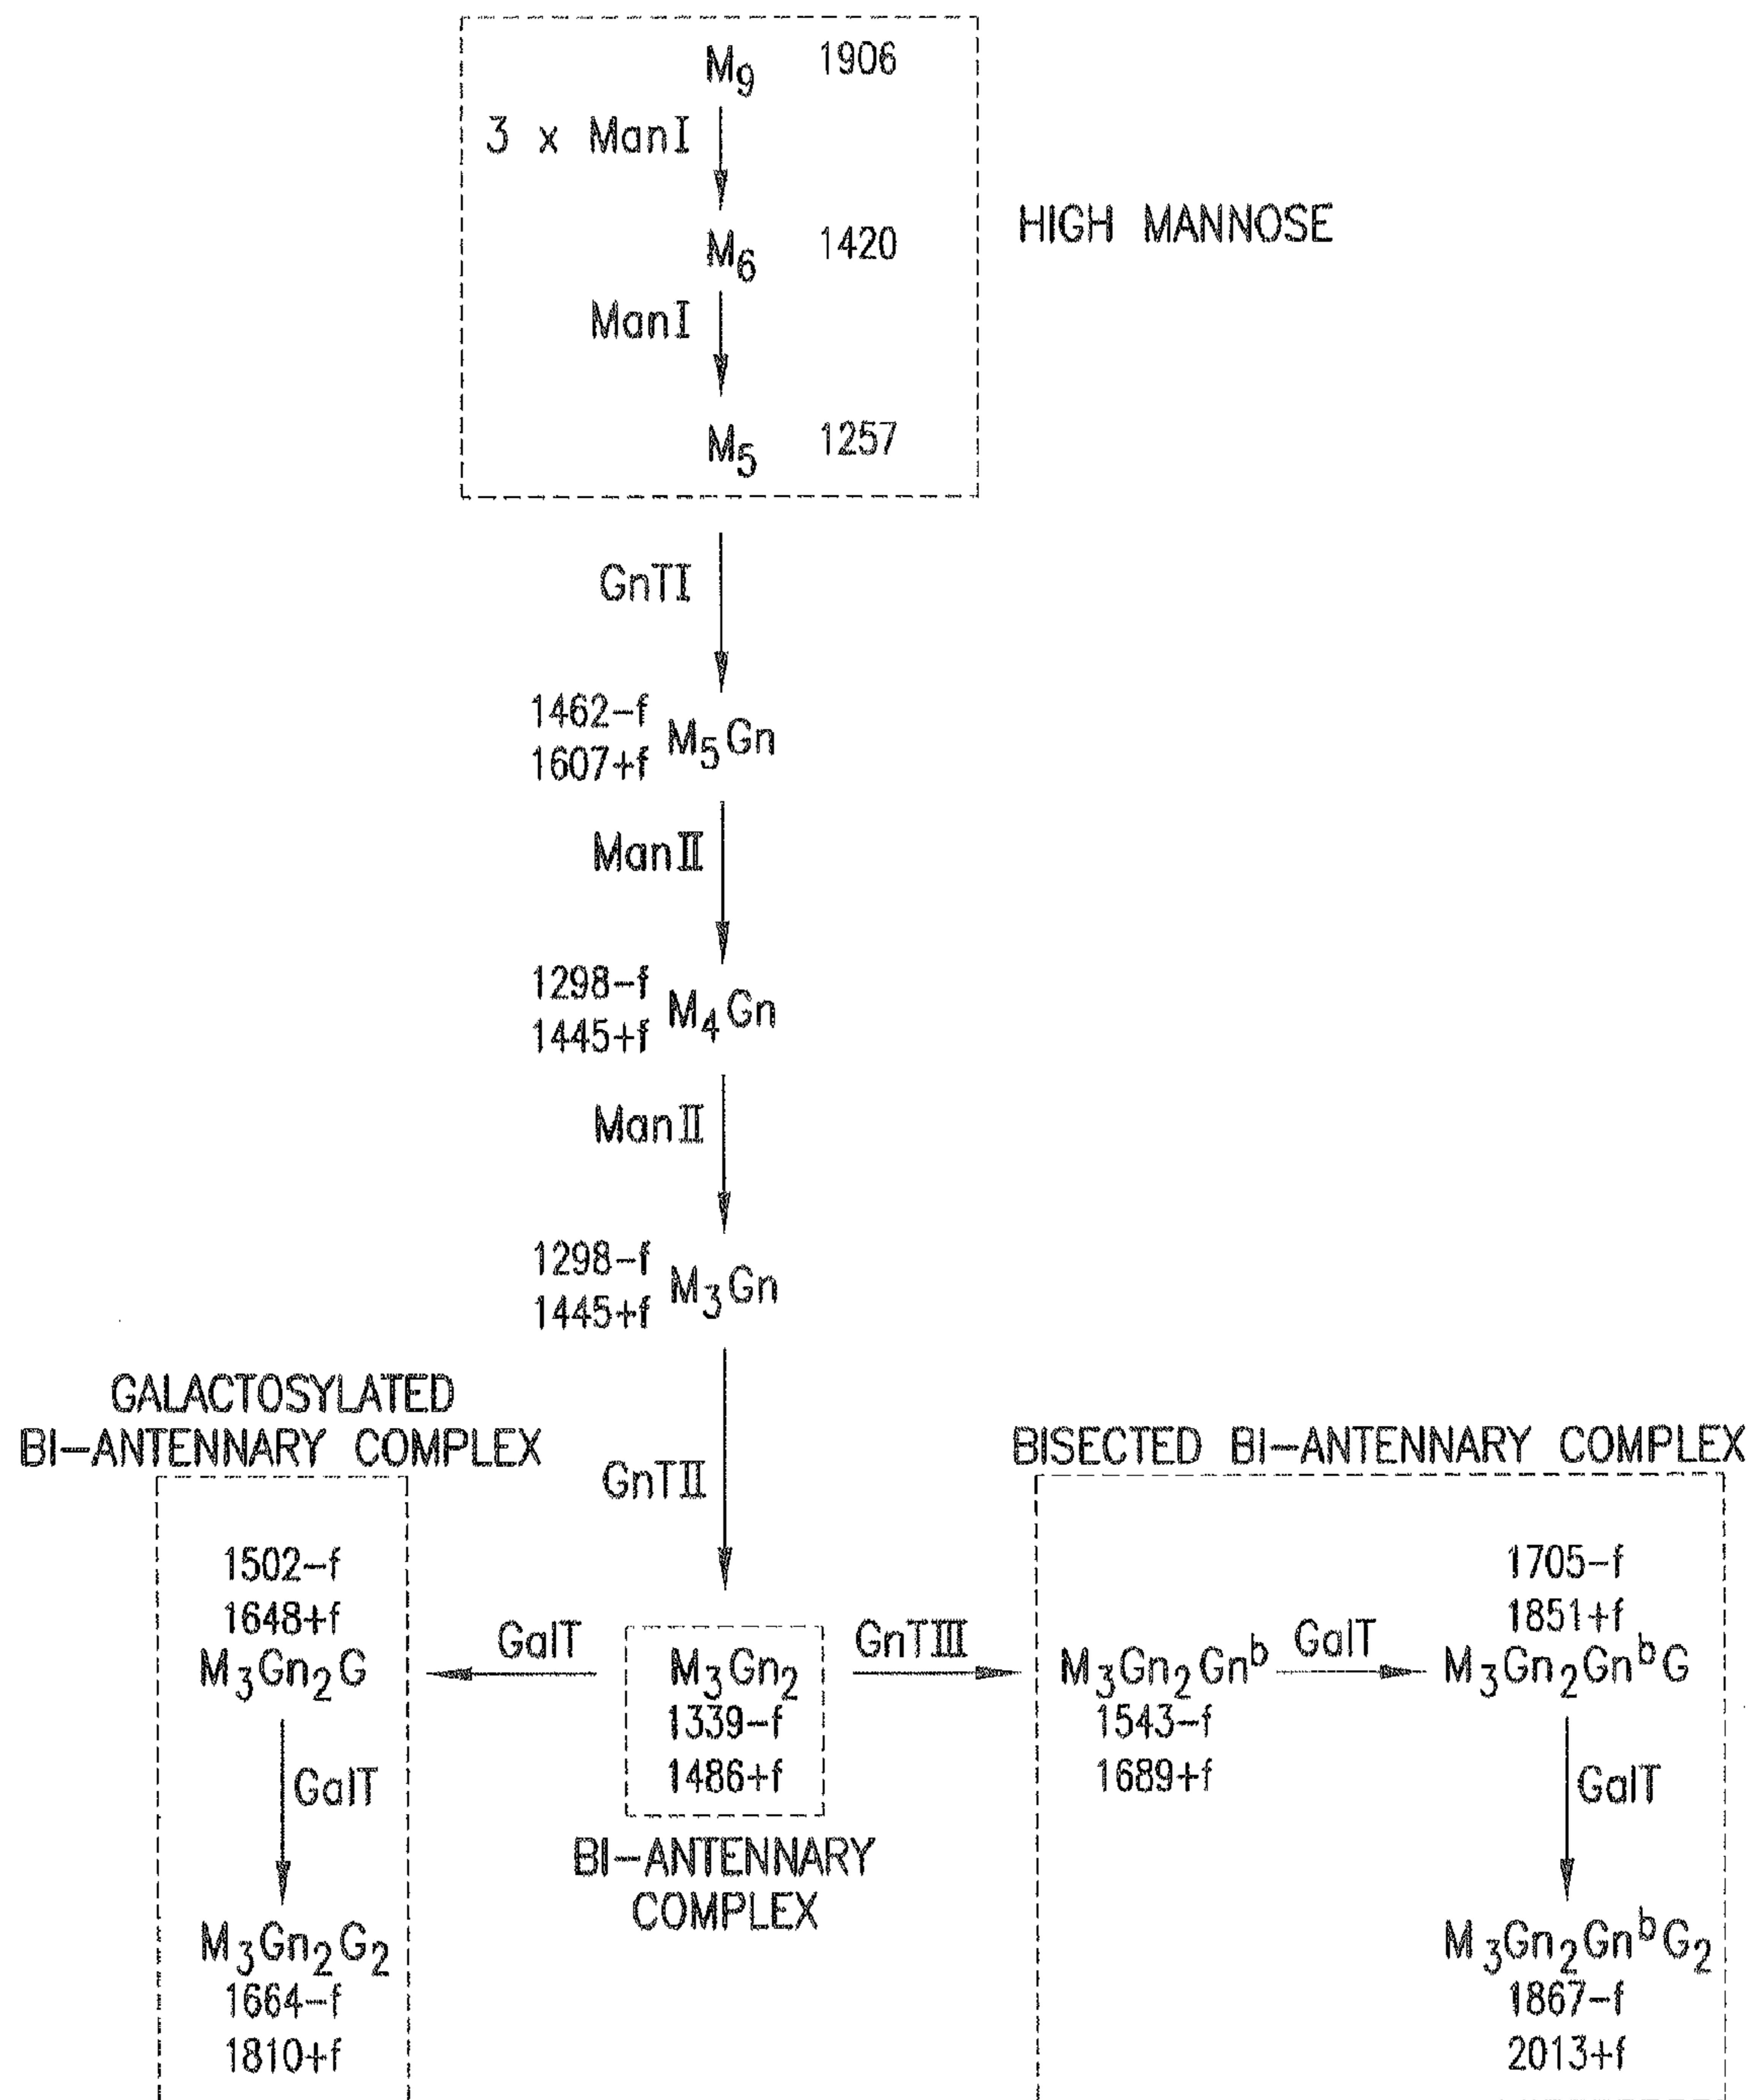 M9 1906
3 x ManI
M6 1420
HIGH MANNOSE
ManI
M5 1257
GnTI
1462-f
1607+f
M5Gn
ManII
1298-f
1445+f
M4Gn
ManII
1298-f
1445+f
M3Gn
GnTII
GALACTOSYLATED
BI-ANTENNARY COMPLEX
1502-f
1648+f
M3Gn2G
GalT
M3Gn2G2
1664-f
1810+f
GalT
M3Gn2
1339-f
1486+f
BI-ANTENNARY
COMPLEX
GnTIII
BISECTED BI-ANTENNARY COMPLEX
M3Gn2Gnb
1543-f
1689+f
GalT
1705-f
1851+f
M3Gn2GnbG
GalT
M3Gn2GnbG2
1867-f
2013+f